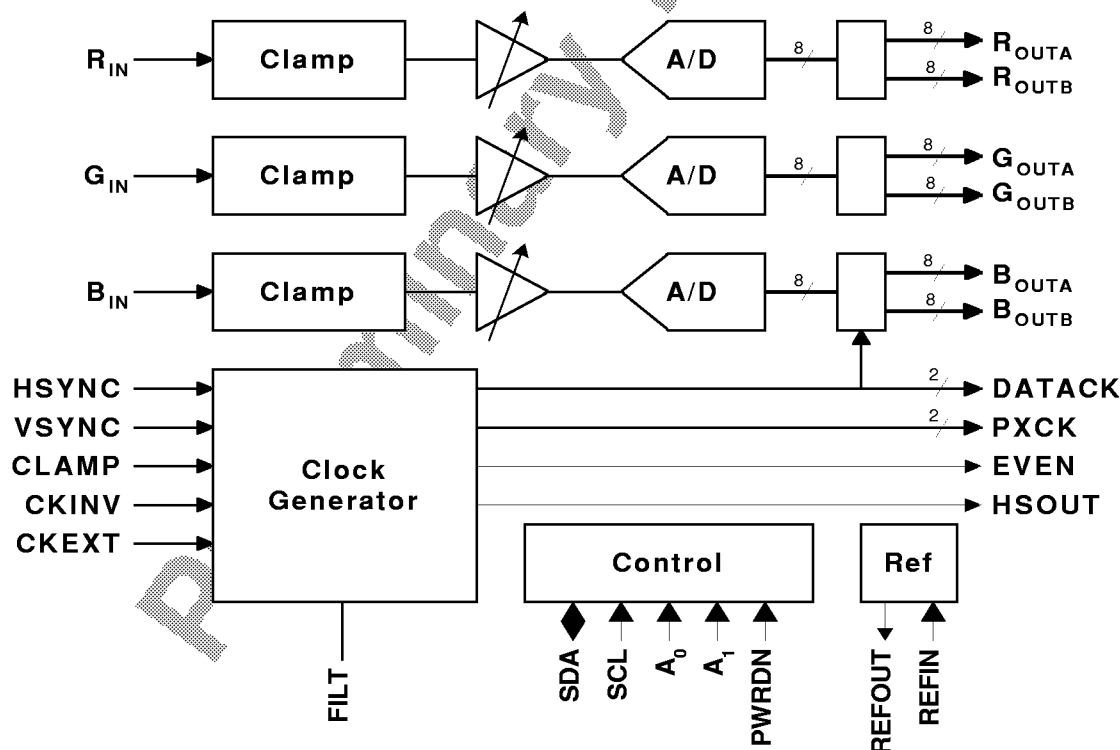 R_IN Clamp A/D 8 8 R_OUTA
8 R_OUTB
G_IN Clamp A/D 8 8 G_OUTA
8 G_OUTB
B_IN Clamp A/D 8 8 B_OUTA
8 B_OUTB
HSYNC 2 DATACK
VSYNC 2 PXCK
CLAMP EVEN
CKINV HSOUT
CKEXT
Clock
Generator
Control
Ref
FILT
SDA
SCL
A_0
A_1
PWRDN
REFOUT
REFIN